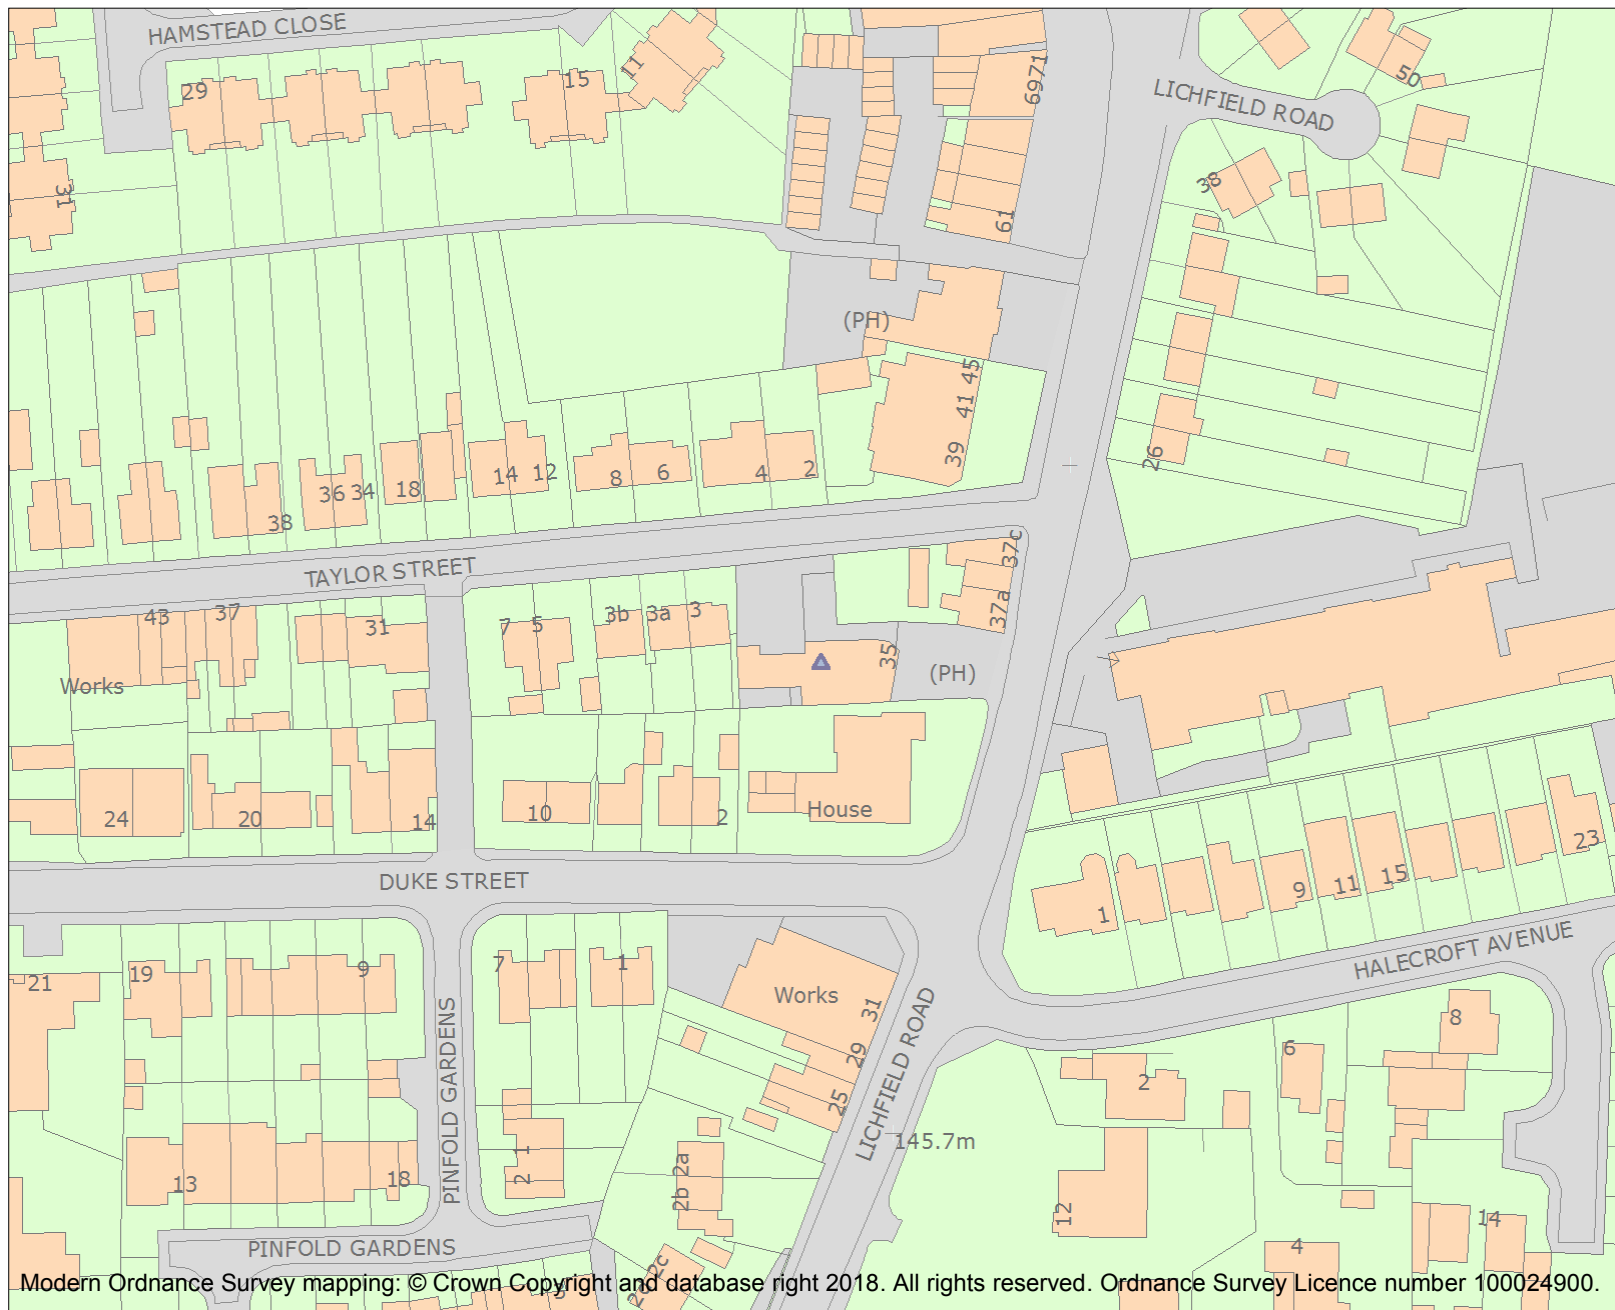 HAMSTEAD CLOSE
29
15
11
6971
LICHFIELD ROAD
50
31
38
61
(PH)
45
41
39
26
36 34 18 14 12 8 6 4 2
38
TAYLOR STREET
37c
37a
43 37 31 7 5 3b 3a 3
Works
35
(PH)
24 20 14 10 2
House
DUKE STREET
1 9 11 15 23
HALECROFT AVENUE
21 19 9 7 1
Works
31
29
25
LICHFIELD ROAD
PINFOLD GARDENS
145.7m
8
6
2
1
2
2a
2b
13 18
12
14
4
PINFOLD GARDENS
2c
Modern Ordnance Survey mapping: © Crown Copyright and database right 2018. All rights reserved. Ordnance Survey Licence number 100024900.